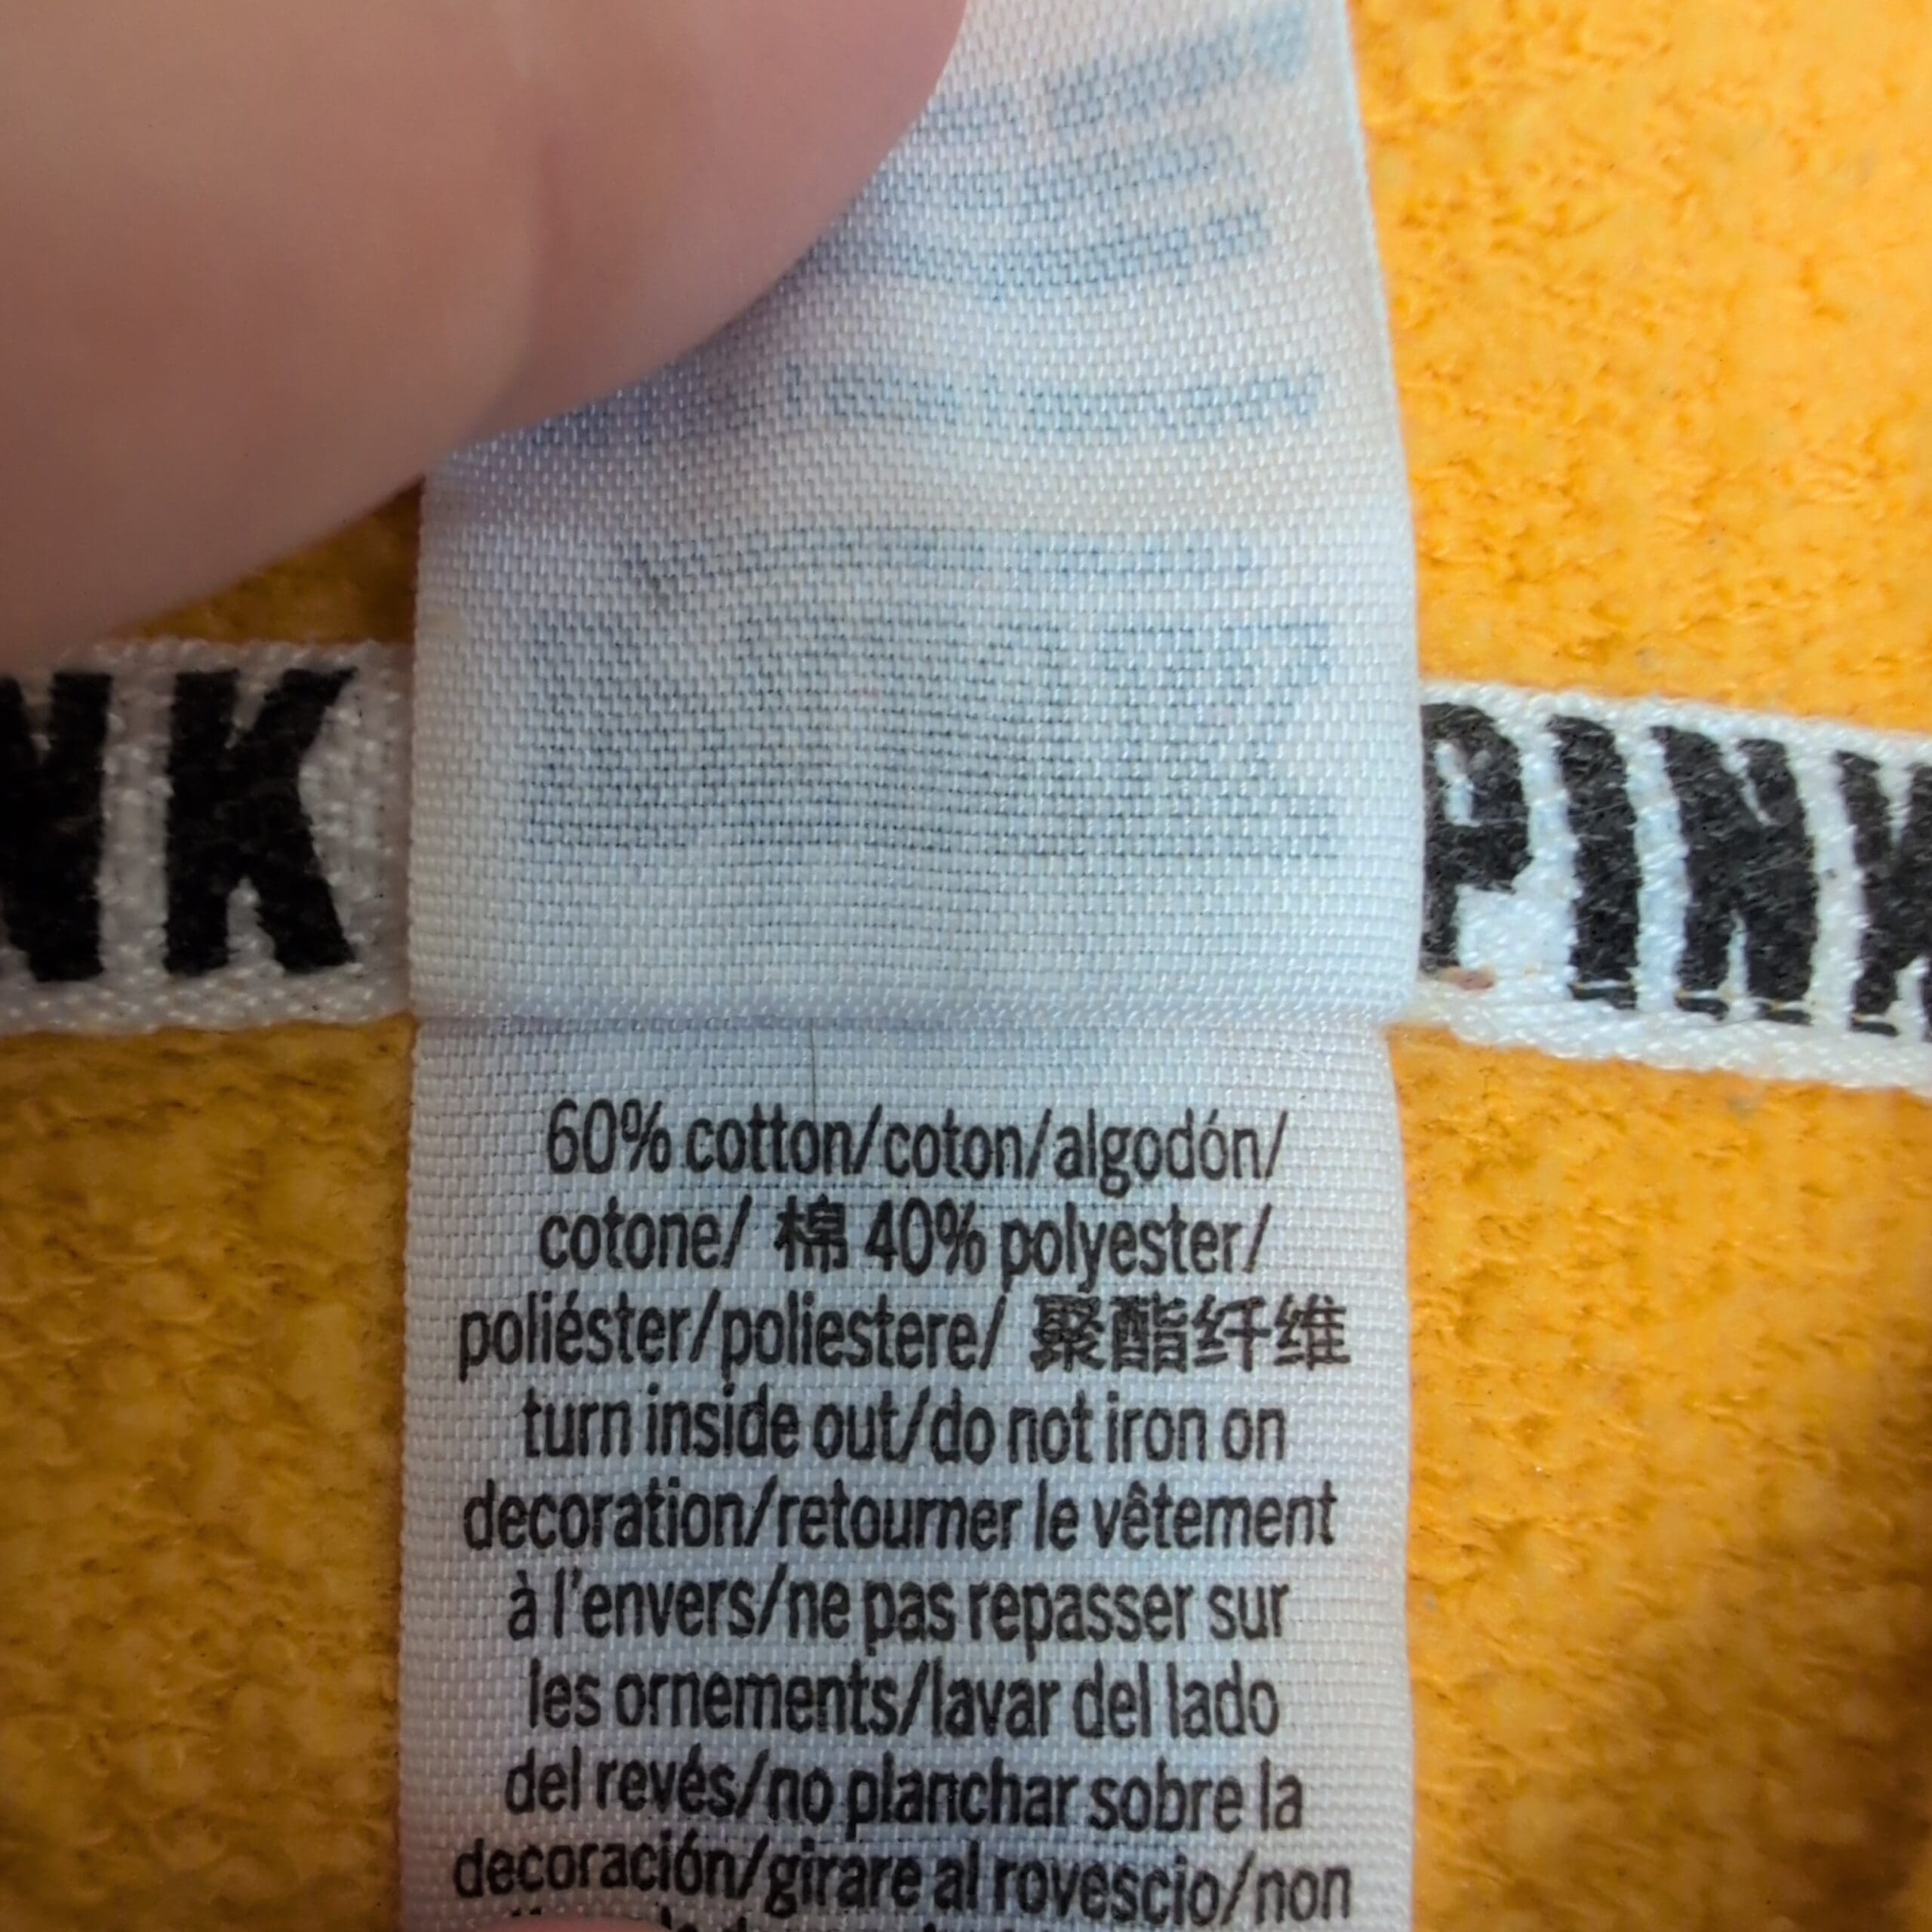 NK
PINK
60% cotton/coton/algodón/
cotone/ 棉 40% polyester/
poliéster/poliestere/ 聚酯纤维
turn inside out/do not iron on
decoration/retourner le vêtement
à l'envers/ne pas repasser sur
les ornements/lavar del lado
del revés/no planchar sobre la
decoración/girare al rovescio/non